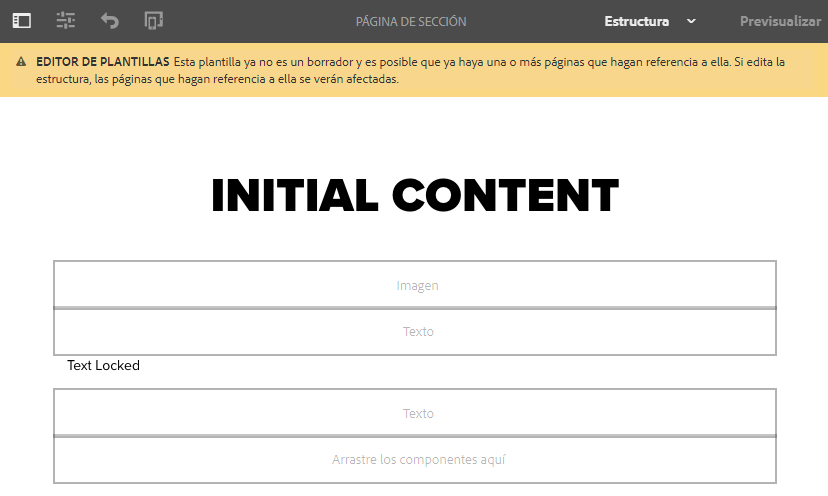 PÁGINA DE SECCIÓN Estructura Previsualizar
EDITOR DE PLANTILLAS Esta plantilla ya no es un borrador y es posible que ya haya una o más páginas que hagan referencia a ella. Si edita la
estructura, las páginas que hagan referencia a ella se verán afectadas.
INITIAL CONTENT
Imagen
Texto
Text Locked
Texto
Arrastre los componentes aquí